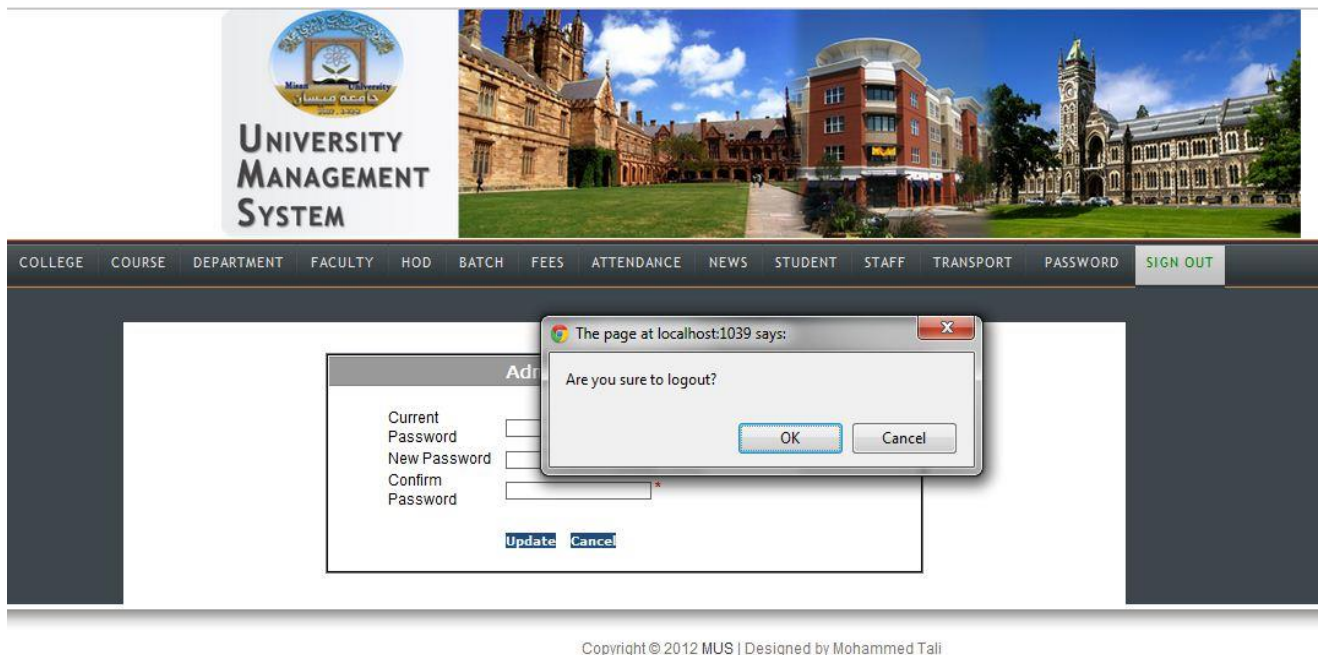 Misan University
جامعة ميسان
UNIVERSITY
MANAGEMENT
SYSTEM
COLLEGE COURSE DEPARTMENT FACULTY HOD BATCH FEES ATTENDANCE NEWS STUDENT STAFF TRANSPORT PASSWORD SIGN OUT
The page at localhost:1039 says:
Are you sure to logout?
OK Cancel
Current
Password
New Password
Confirm
Password *
Update Cancel
Copyright © 2012 MUS | Designed by Mohammed Tali